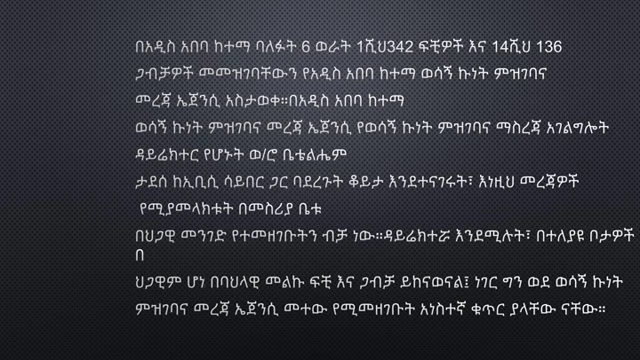 በአዲስ አበባ ከተማ ባለፉት 6 ወራት 1ሺህ342 ፍቺዎች እና 14ሺህ 136
ጋብቻዎች መመዝገባቸውን የአዲስ አበባ ከተማ ወሳኝ ኩነት ምዝገባና
መረጃ ኤጀንሲ አስታወቀ።በአዲስ አበባ ከተማ
ወሳኝ ኩነት ምዝገባና መረጃ ኤጀንሲ የወሳኝ ኩነት ምዝገባና ማስረጃ አገልግሎት
ዳይሬክተር የሆኑት ወ/ሮ ቤቴልሔም
ታደሰ ከኢቢሲ ሳይበር ጋር ባደረጉት ቆይታ እንደተናገሩት፣ እነዚህ መረጃዎች
የሚያመላክቱት በመስሪያ ቤቱ
በህጋዊ መንገድ የተመዘገቡትን ብቻ ነው።ዳይሬክተሯ እንደሚሉት፣ በተለያዩ ቦታዎች
በ
ህጋዊም ሆነ በባህላዊ መልኩ ፍቺ እና ጋብቻ ይከናወናል፤ ነገር ግን ወደ ወሳኝ ኩነት
ምዝገባና መረጃ ኤጀንሲ መተው የሚመዘገቡት አነስተኛ ቁጥር ያላቸው ናቸው።